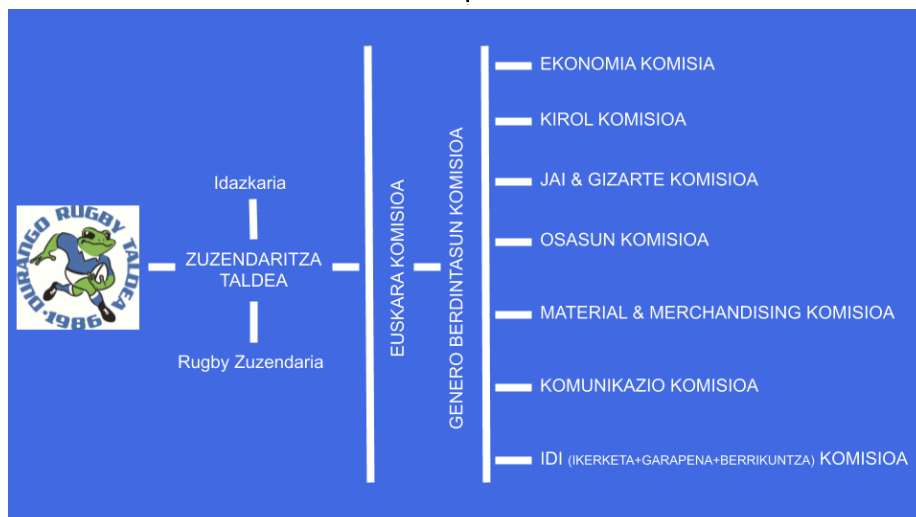 DURANGO RUGBY TALDEA
·1986·
Idazkaria
ZUZENDARITZA
TALDEA
Rugby Zuzendaria
EUSKARA KOMISIOA
GENERO BERDINTASUN KOMISIOA
EKONOMIA KOMISIA
KIROL KOMISIOA
JAI & GIZARTE KOMISIOA
OSASUN KOMISIOA
MATERIAL & MERCHANDISING KOMISIOA
KOMUNIKAZIO KOMISIOA
IDI (IKERKETA+GARAPENA+BERRIKUNTZA) KOMISIOA